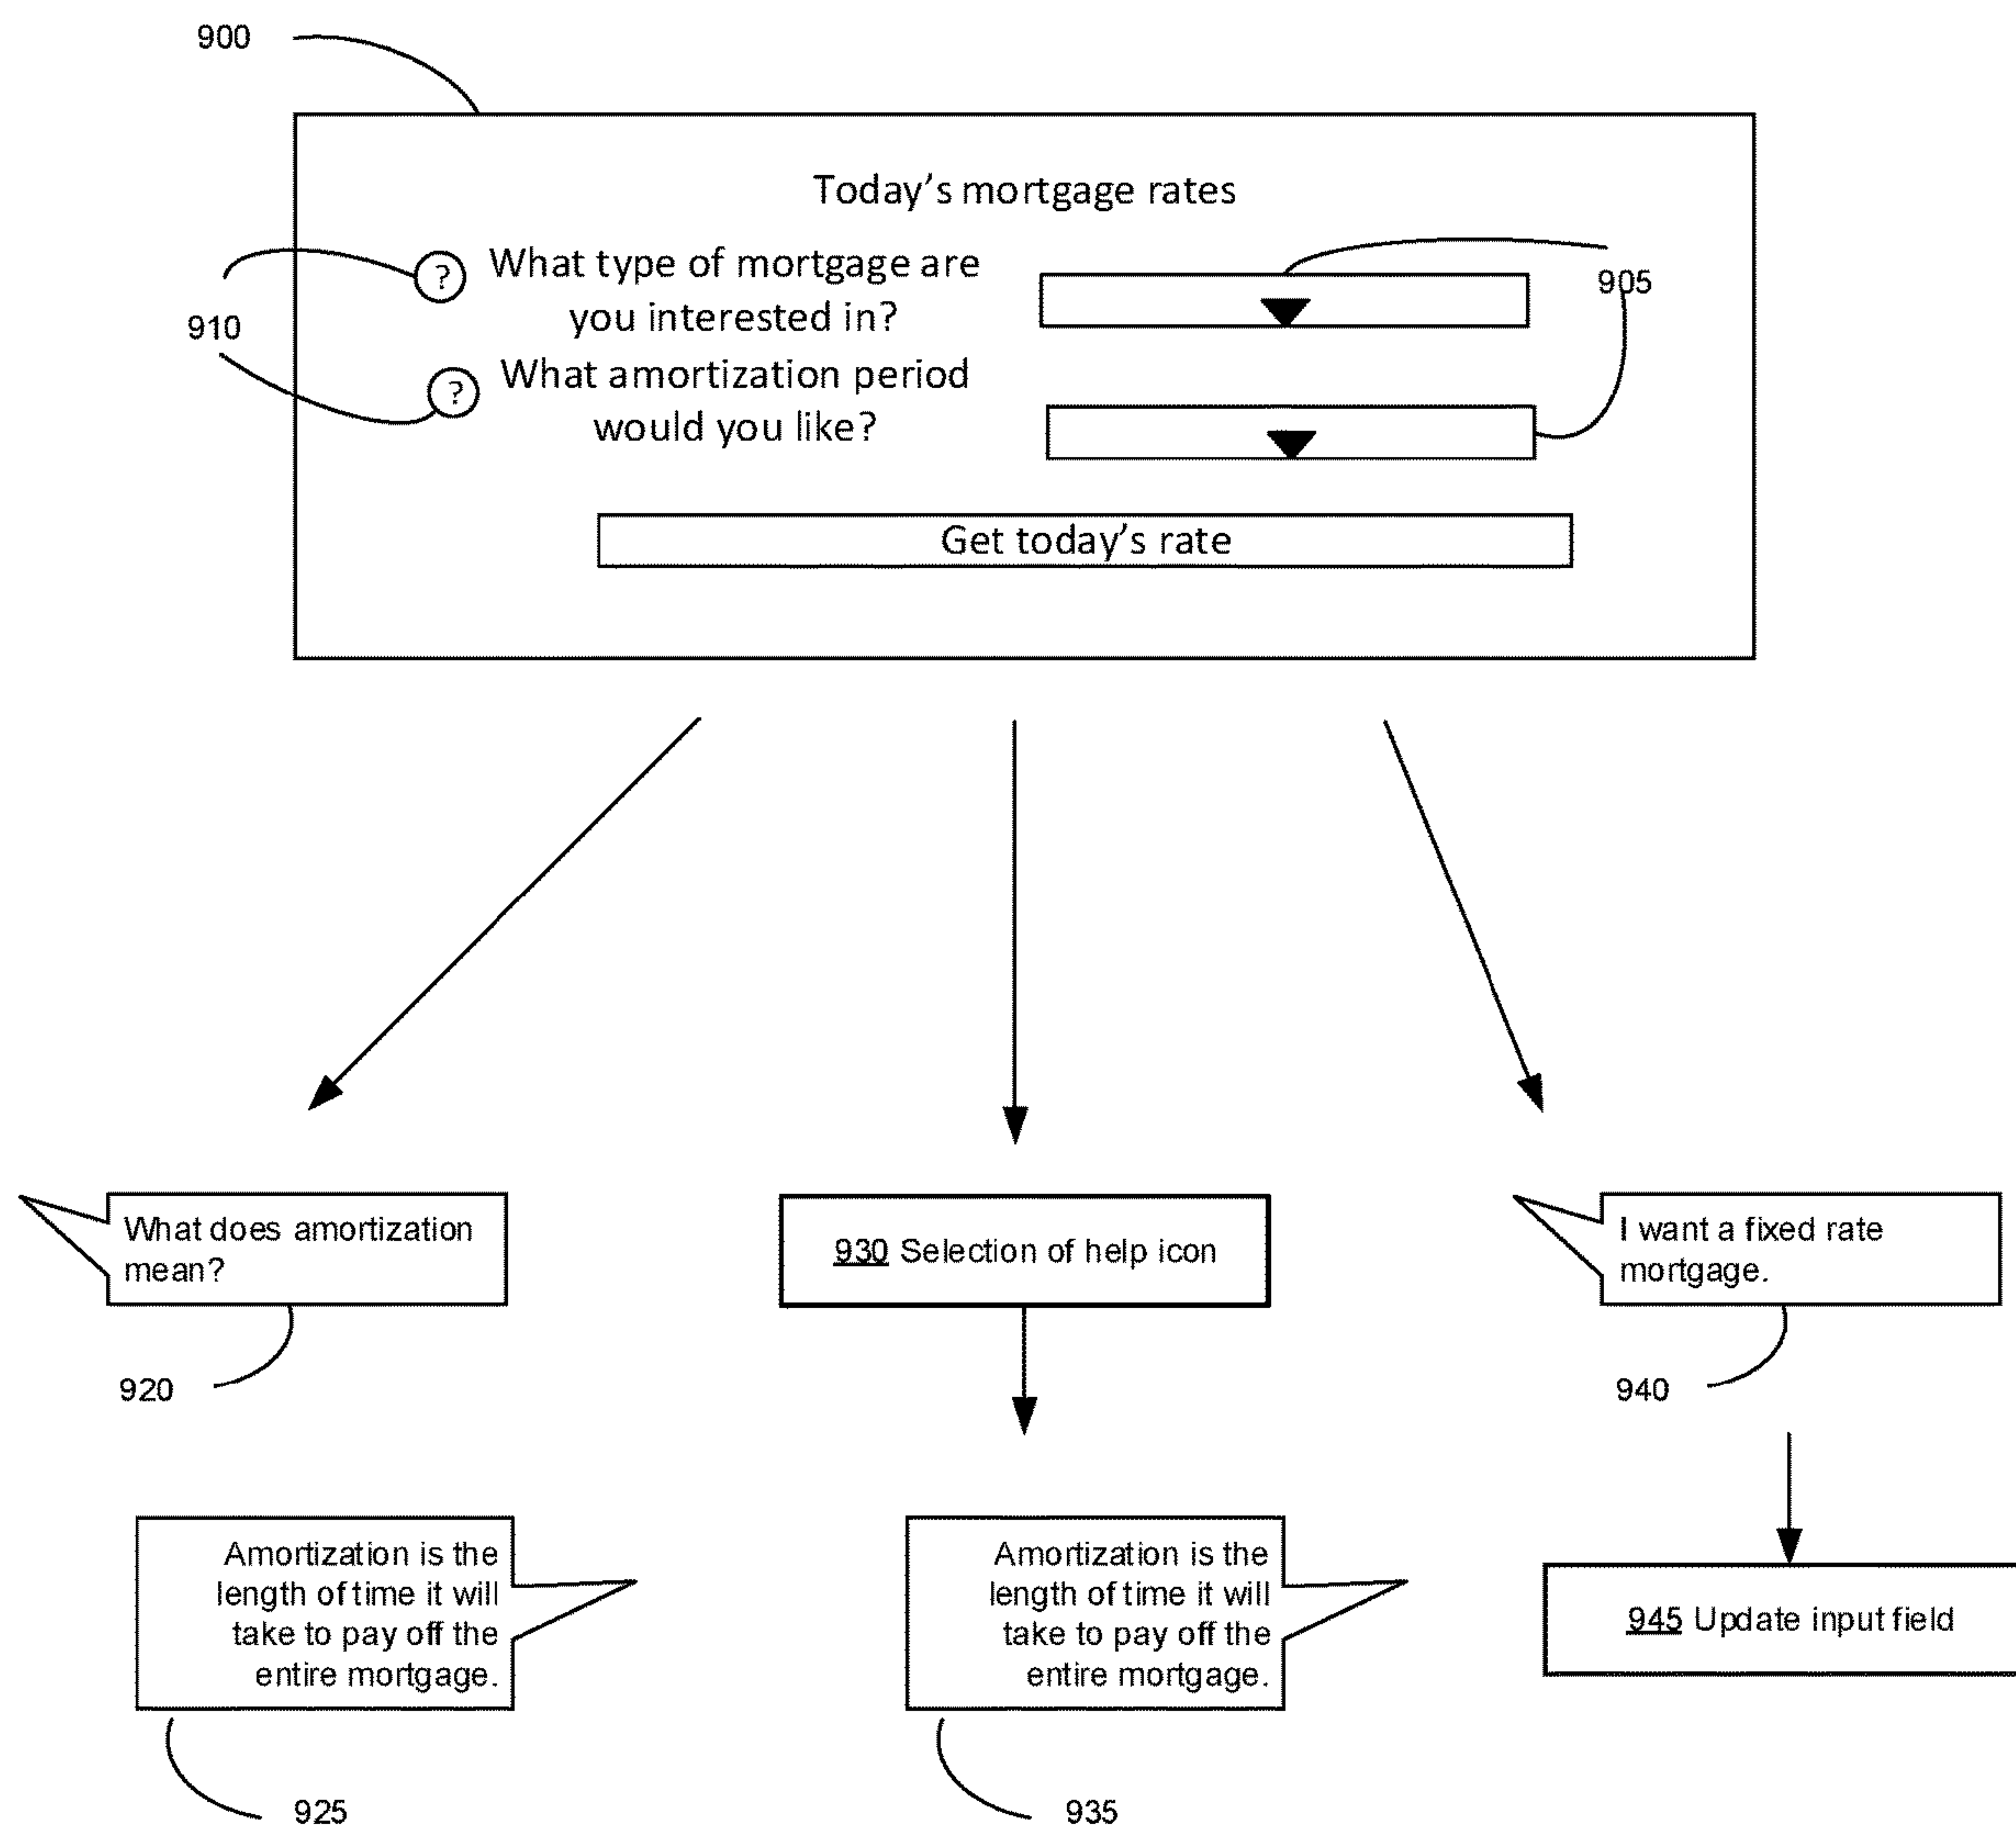 900
Today's mortgage rates
? What type of mortgage are
you interested in?
905
910
? What amortization period
would you like?
Get today's rate
What does amortization
mean?
920
930 Selection of help icon
I want a fixed rate
mortgage.
940
Amortization is the
length of time it will
take to pay off the
entire mortgage.
925
Amortization is the
length of time it will
take to pay off the
entire mortgage.
935
945 Update input field